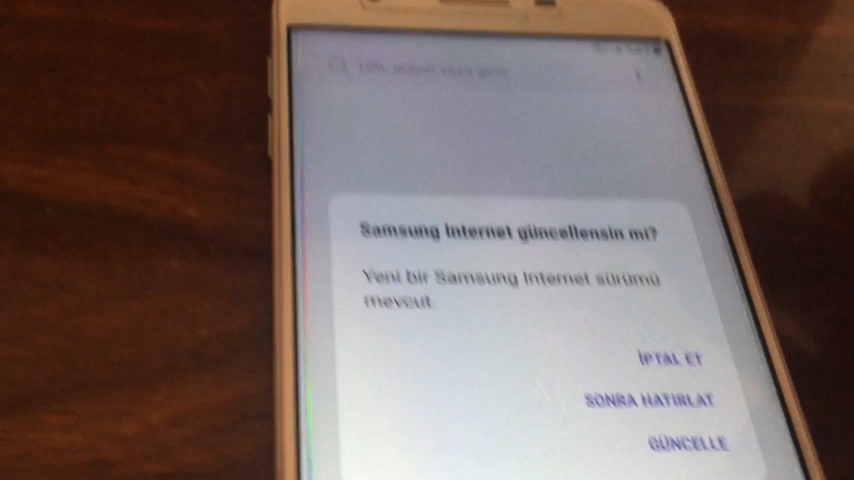 Samsung Internet güncellensin mi?
Yeni bir Samsung Internet sürümü
mevcut.
İPTAL ET
SONRA HATIRLAT
GÜNCELLE